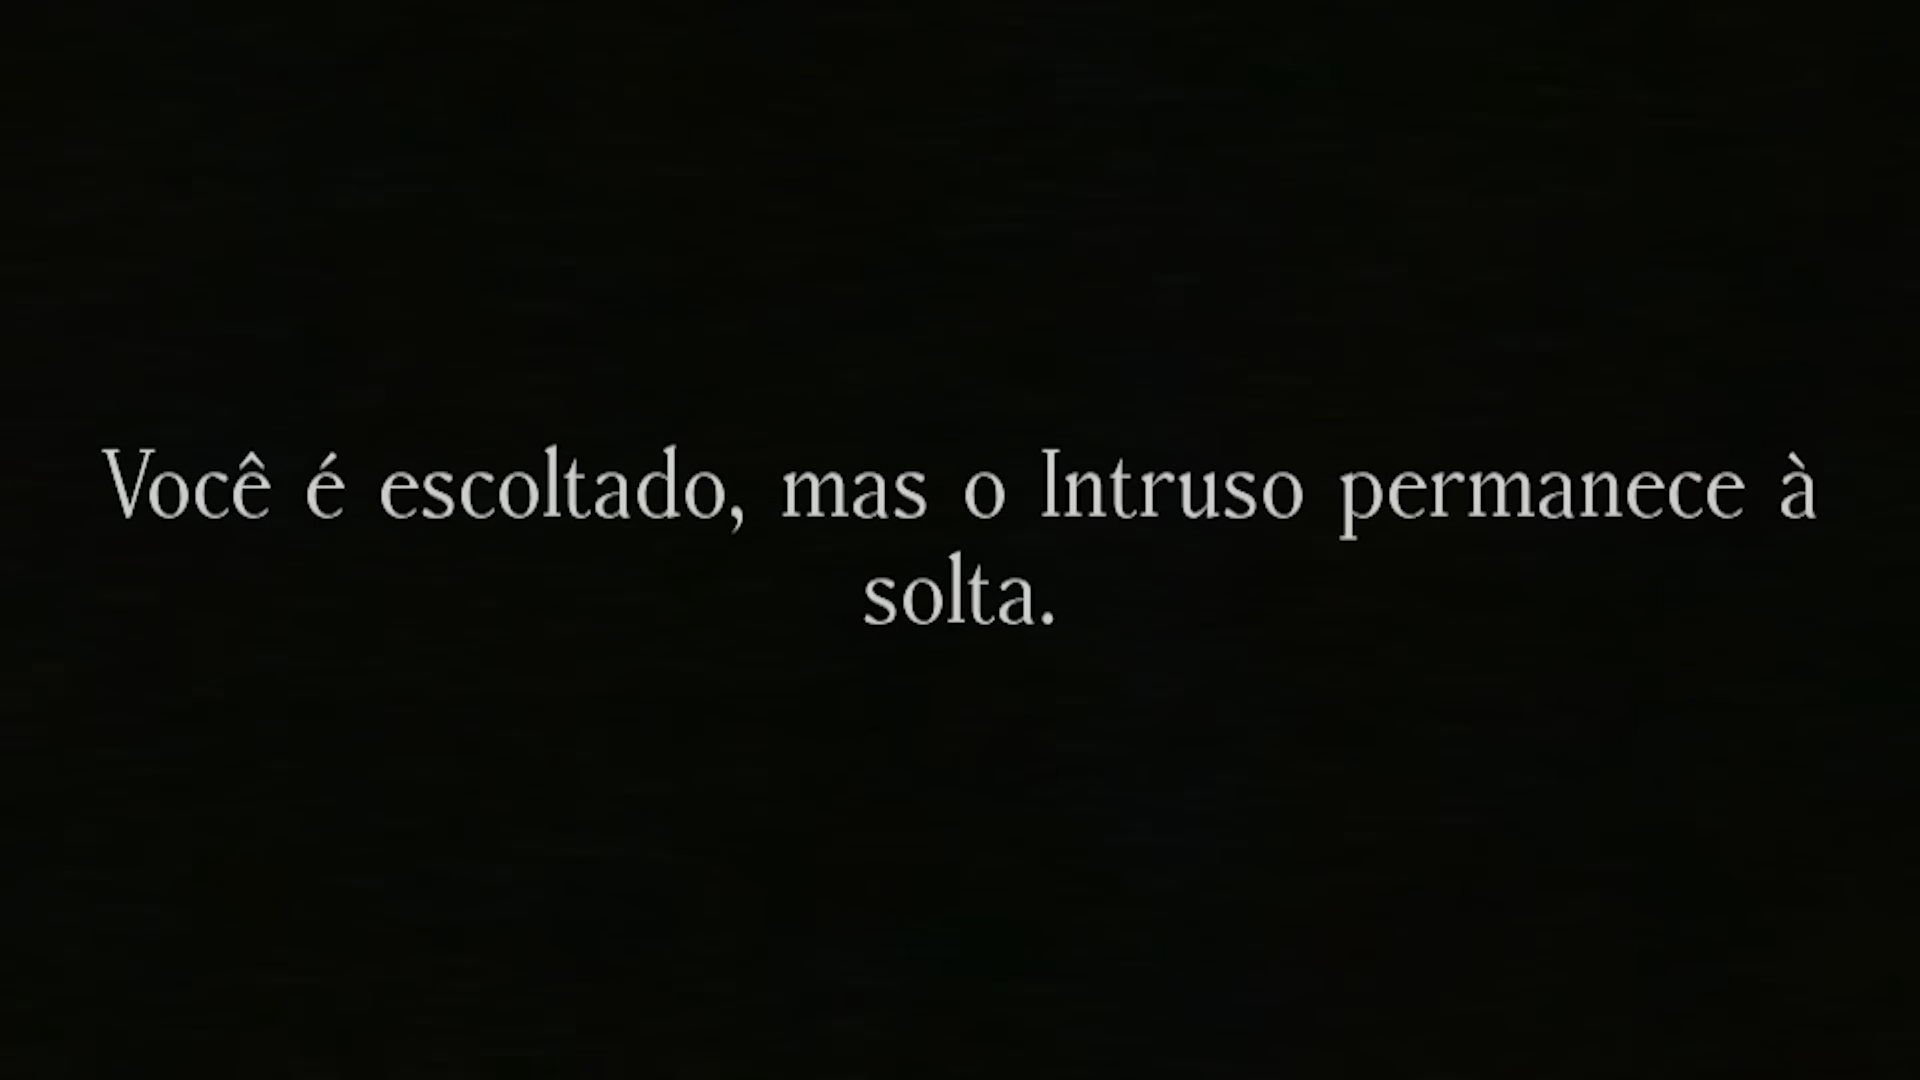 Você é escoltado, mas o Intruso permanece à
solta.